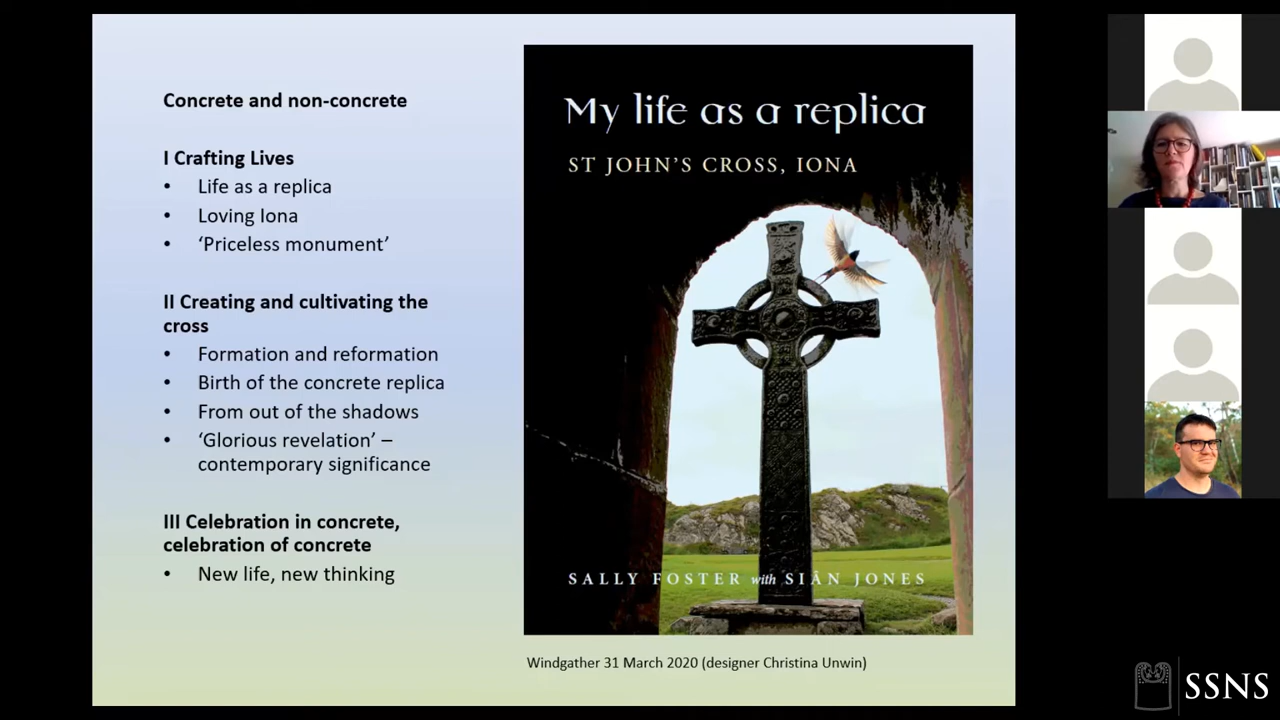 Concrete and non-concrete
I Crafting Lives
• Life as a replica
• Loving Iona
• ‘Priceless monument’
II Creating and cultivating the
cross
• Formation and reformation
• Birth of the concrete replica
• From out of the shadows
• ‘Glorious revelation’ –
contemporary significance
III Celebration in concrete,
celebration of concrete
• New life, new thinking
My life as a replica
ST JOHN’S CROSS, IONA
SALLY FOSTER with SIÂN JONES
Windgather 31 March 2020 (designer Christina Unwin)
SSNS